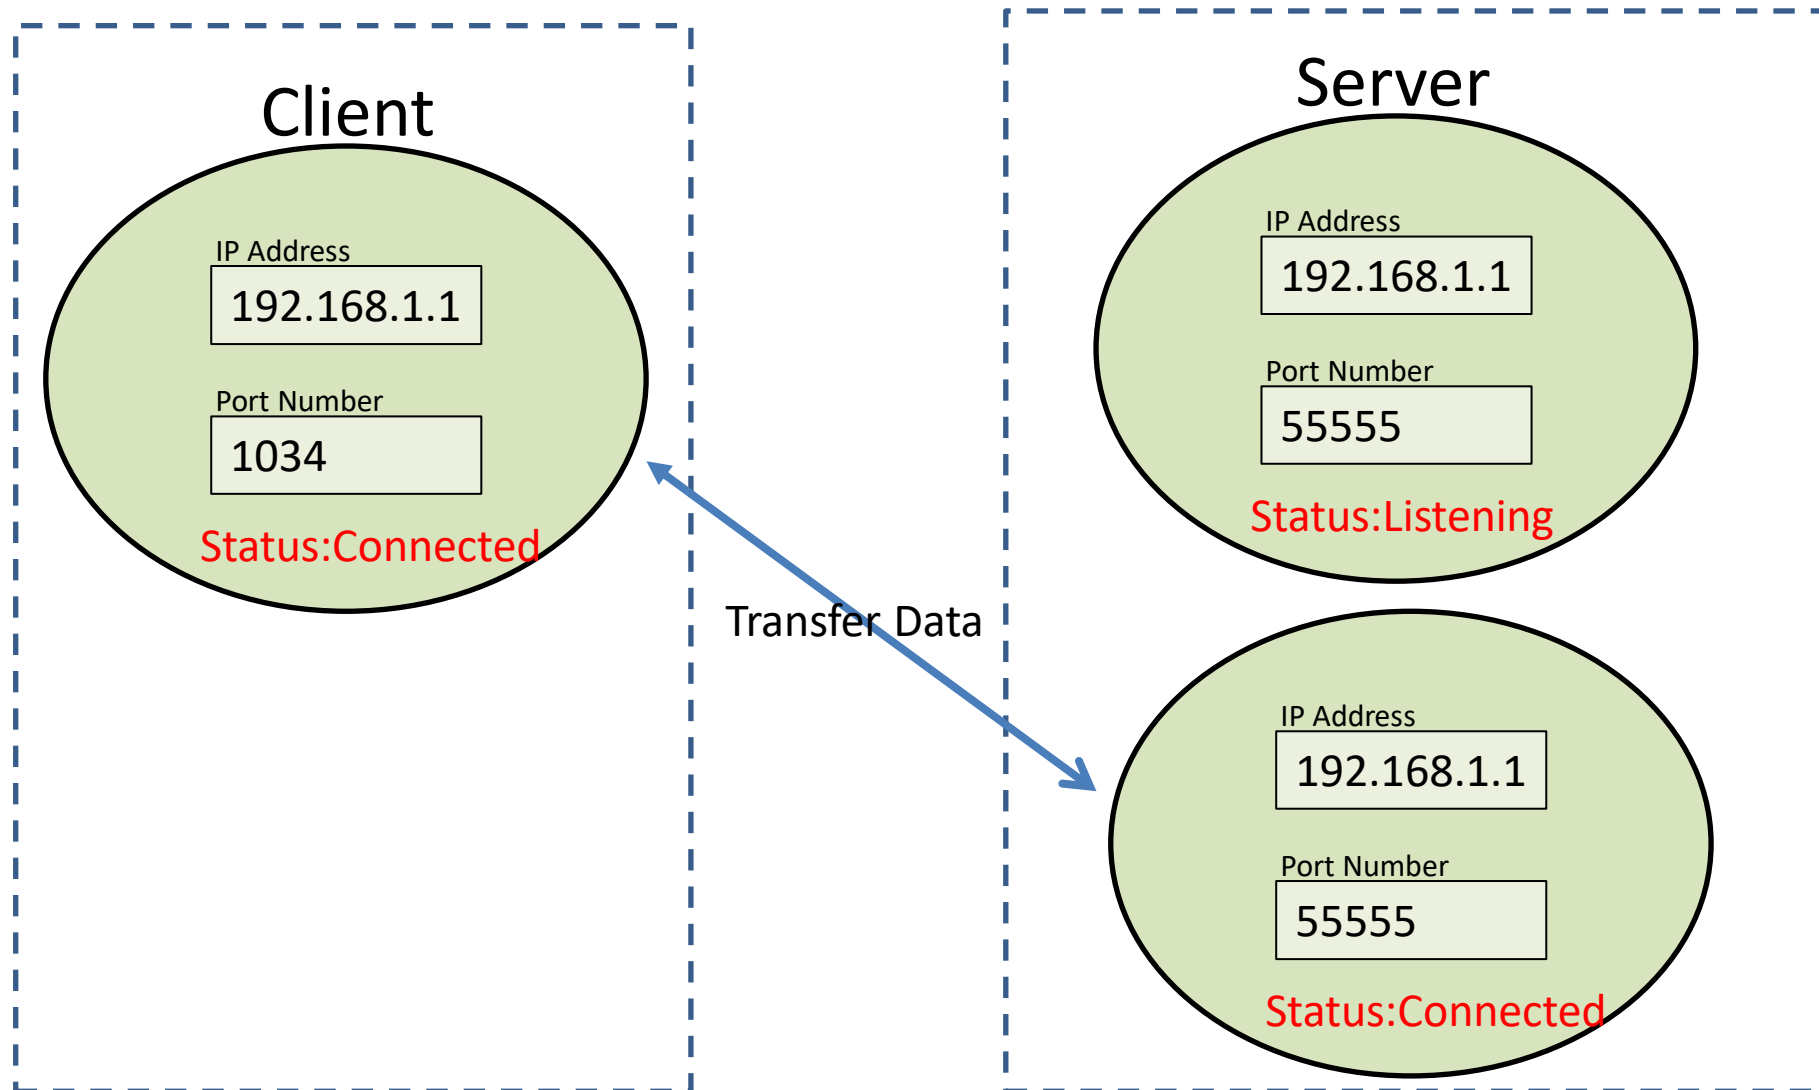 Client
IP Address
192.168.1.1
Port Number
1034
Status:Connected
Transfer Data
Server
IP Address
192.168.1.1
Port Number
55555
Status:Listening
IP Address
192.168.1.1
Port Number
55555
Status:Connected